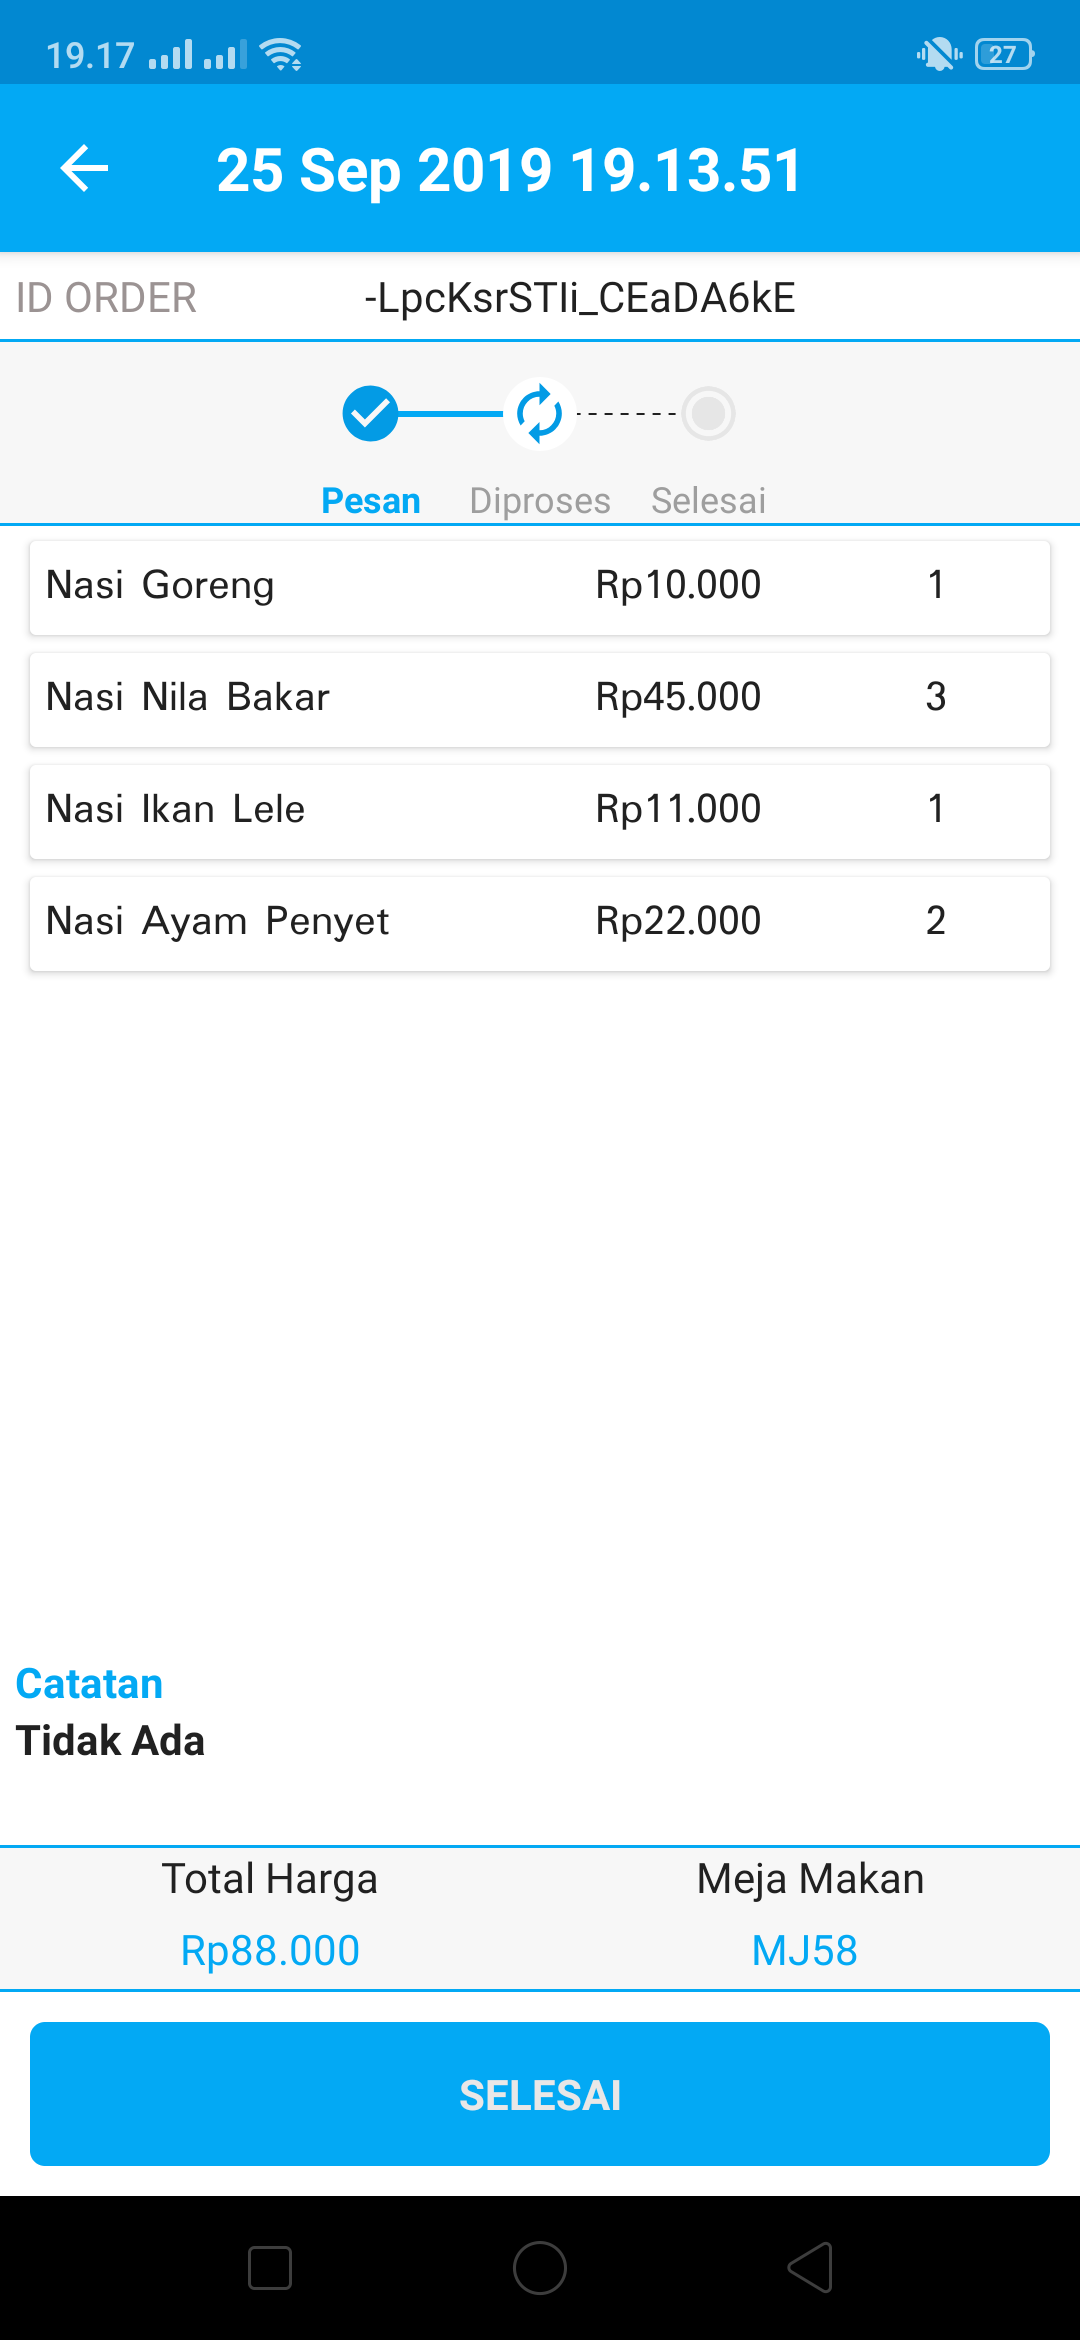 19.17 27
25 Sep 2019 19.13.51
ID ORDER -LpcKsrSTIi_CEaDA6kE
Pesan Diproses Selesai
Nasi Goreng Rp10.000 1
Nasi Nila Bakar Rp45.000 3
Nasi Ikan Lele Rp11.000 1
Nasi Ayam Penyet Rp22.000 2
Catatan
Tidak Ada
Total Harga Meja Makan
Rp88.000 MJ58
SELESAI